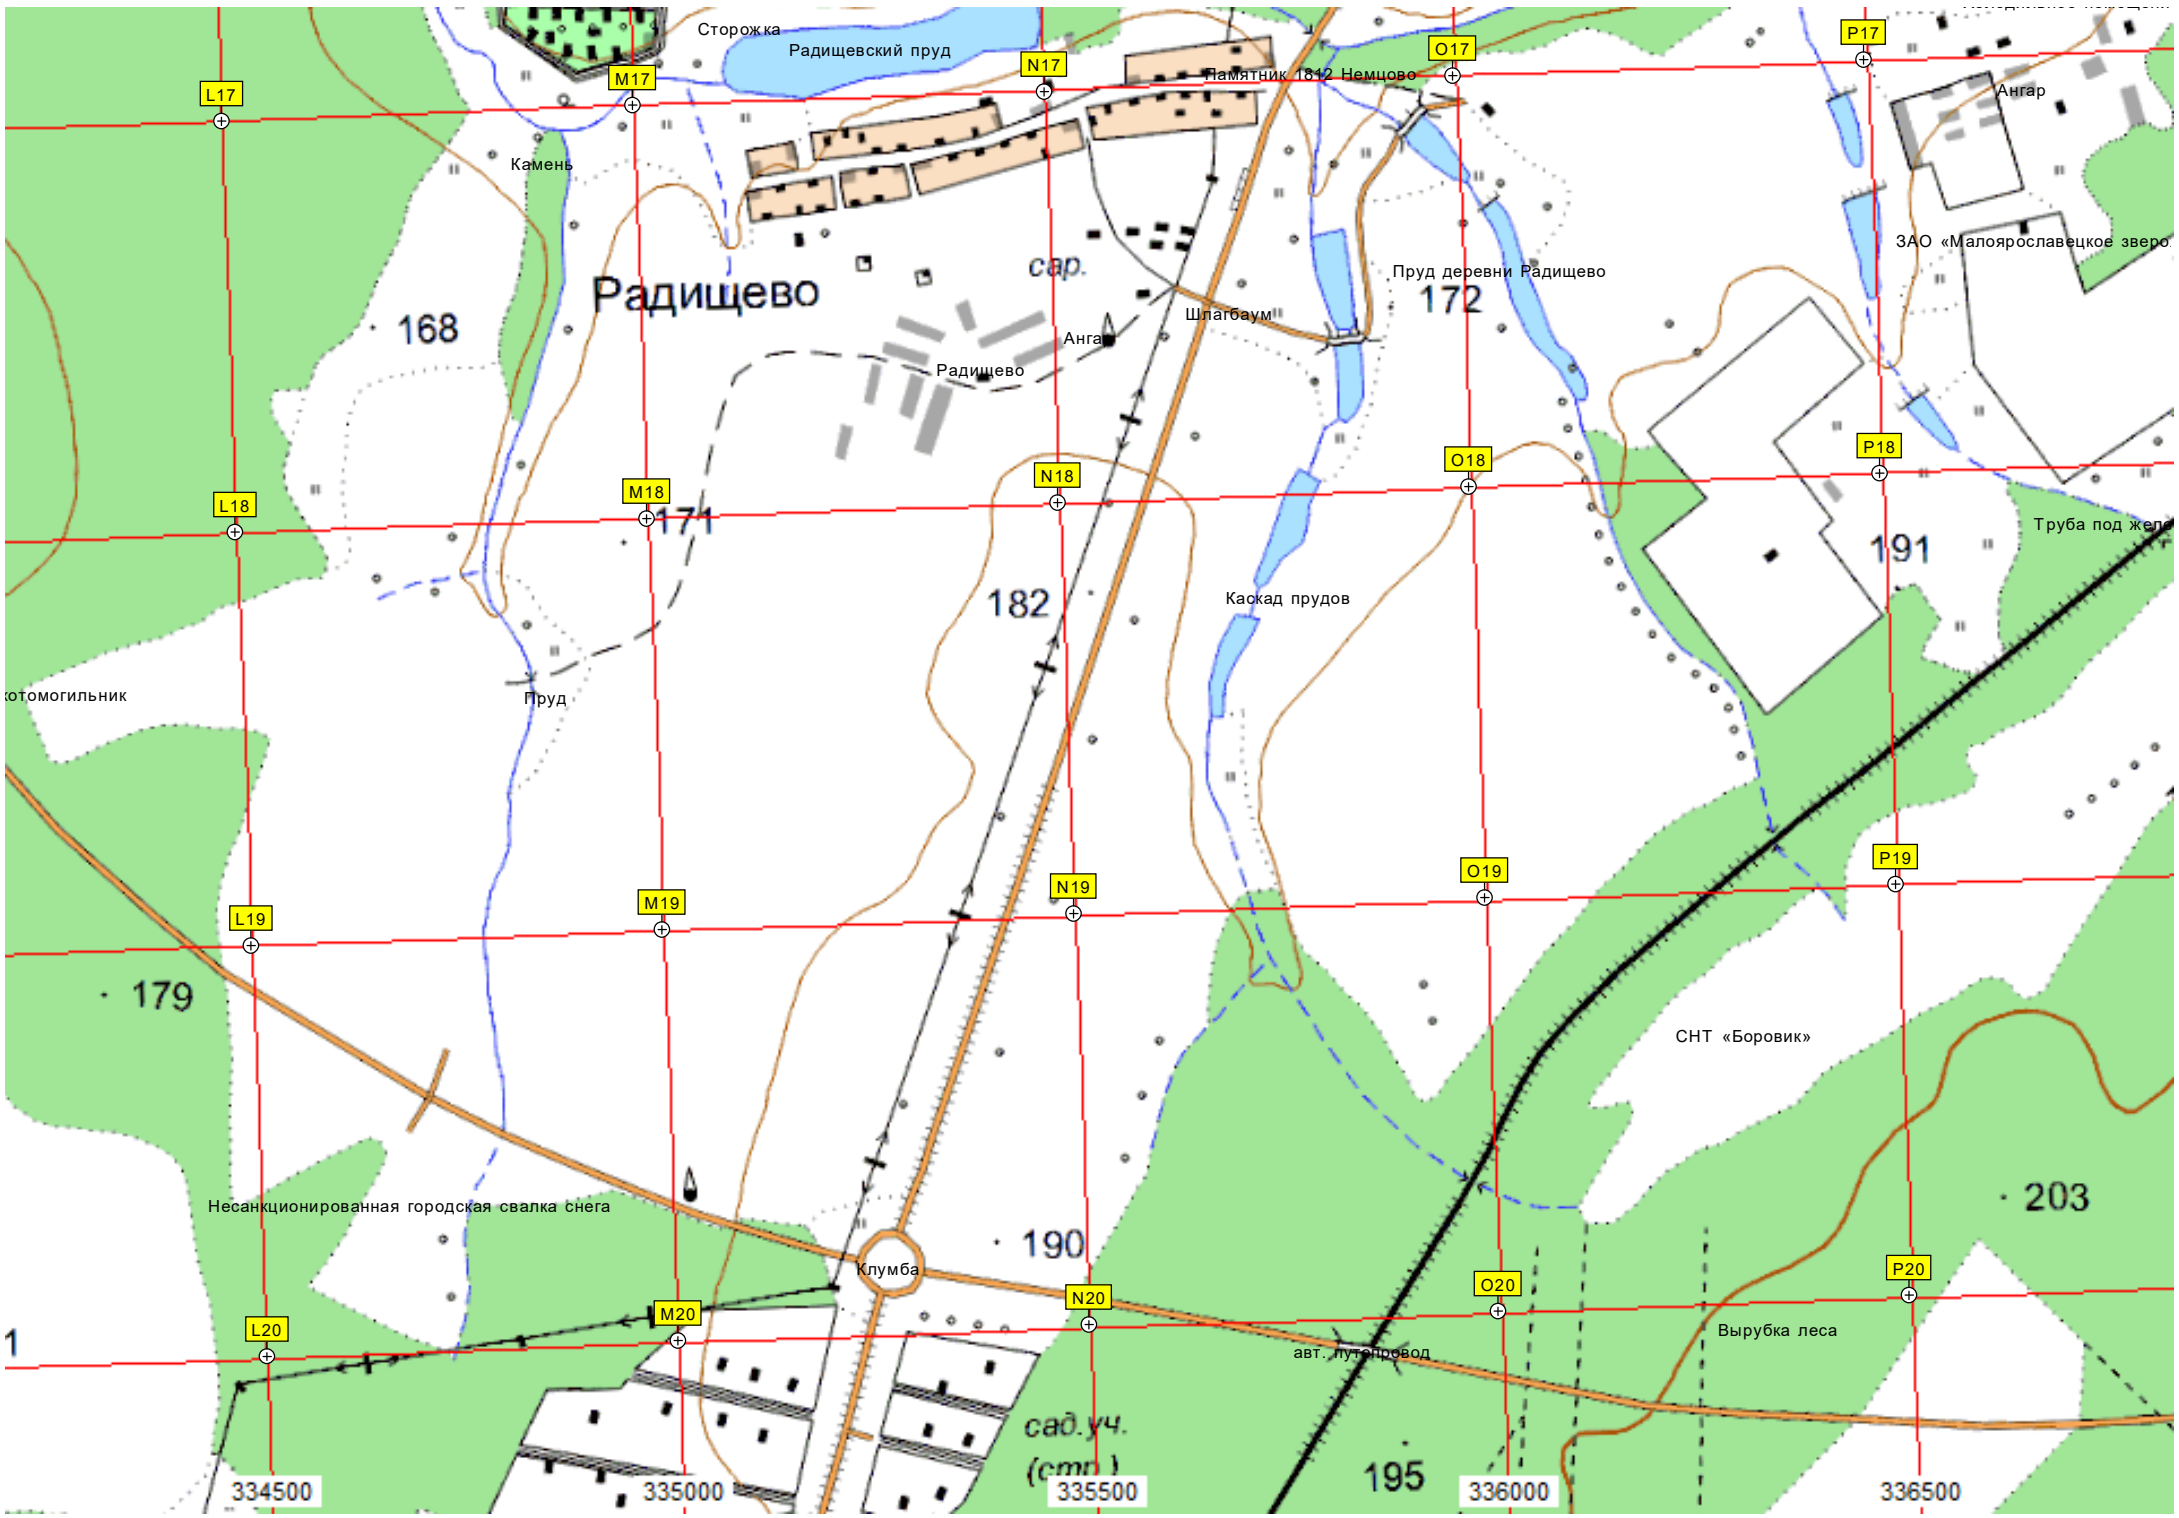 Сторожка
Радищевский пруд
P17
O17
N17
M17
L17
Памятник 1812 Немцово
Ангар
Камень
ЗАО «Малоярославецкое зверо
сар.
Пруд деревни Радищево
Радищево
172
168
Шлагбаум
Анга
Радищево
P18
O18
N18
M18
L18
171
Труба под желе
191
182
Каскад прудов
котомогильник
Пруд
P19
O19
N19
M19
L19
179
СНТ «Боровик»
203
Несанкционированная городская свалка снега
190
Клумба
P20
O20
N20
M20
L20
1
Вырубка леса
авт. путепровод
сад.уч.
(стр.)
195
334500
335000
335500
336000
336500